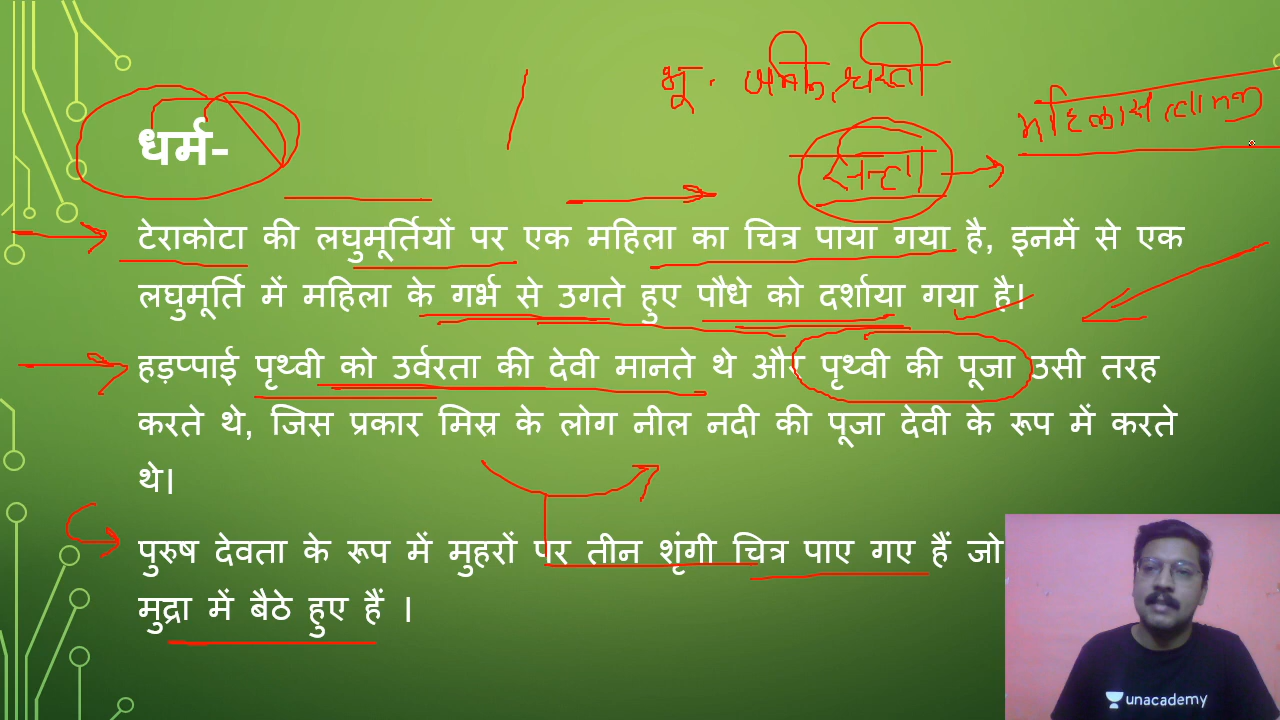 धर्म-
टेराकोटा की लघुमूर्तियों पर एक महिला का चित्र पाया गया है, इनमें से एक
लघुमूर्ति में महिला के गर्भ से उगते हुए पौधे को दर्शाया गया है।
हड़प्पाई पृथ्वी को उर्वरता की देवी मानते थे और पृथ्वी की पूजा उसी तरह
करते थे, जिस प्रकार मिस्र के लोग नील नदी की पूजा देवी के रूप में करते
थे।
पुरुष देवता के रूप में मुहरों पर तीन शृंगी चित्र पाए गए हैं जो
मुद्रा में बैठे हुए हैं ।
unacademy